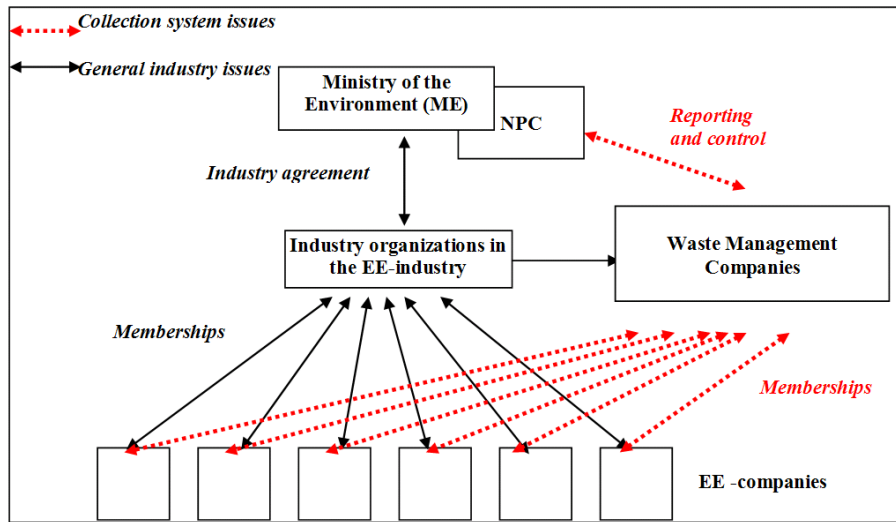 Collection system issues
General industry issues
Ministry of the
Environment (ME)
NPC
Reporting
and control
Industry agreement
Industry organizations in
the EE-industry
Waste Management
Companies
Memberships
Memberships
EE -companies